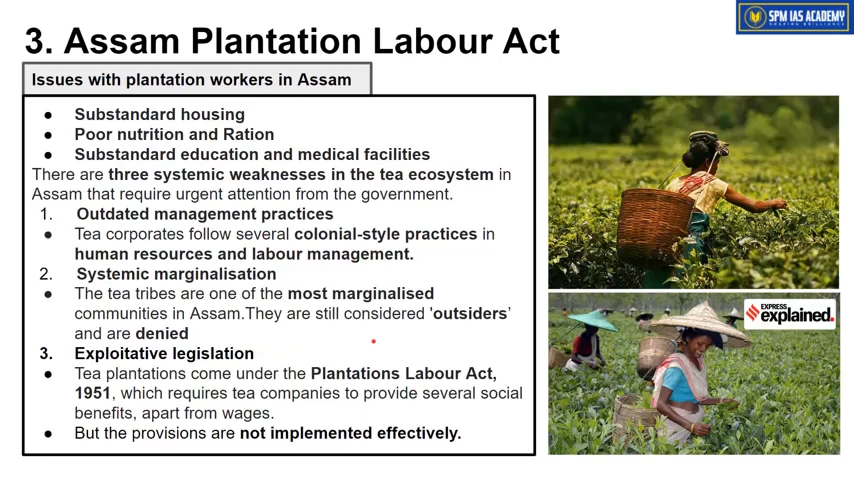 SPM IAS ACADEMY
SHAPING BRILLIANCE
3. Assam Plantation Labour Act
Issues with plantation workers in Assam
● Substandard housing
● Poor nutrition and Ration
● Substandard education and medical facilities
There are three systemic weaknesses in the tea ecosystem in
Assam that require urgent attention from the government.
1. Outdated management practices
● Tea corporates follow several colonial-style practices in
human resources and labour management.
2. Systemic marginalisation
● The tea tribes are one of the most marginalised
communities in Assam.They are still considered 'outsiders'
and are denied
3. Exploitative legislation
● Tea plantations come under the Plantations Labour Act,
1951, which requires tea companies to provide several social
benefits, apart from wages.
● But the provisions are not implemented effectively.
EXPRESS
explained.